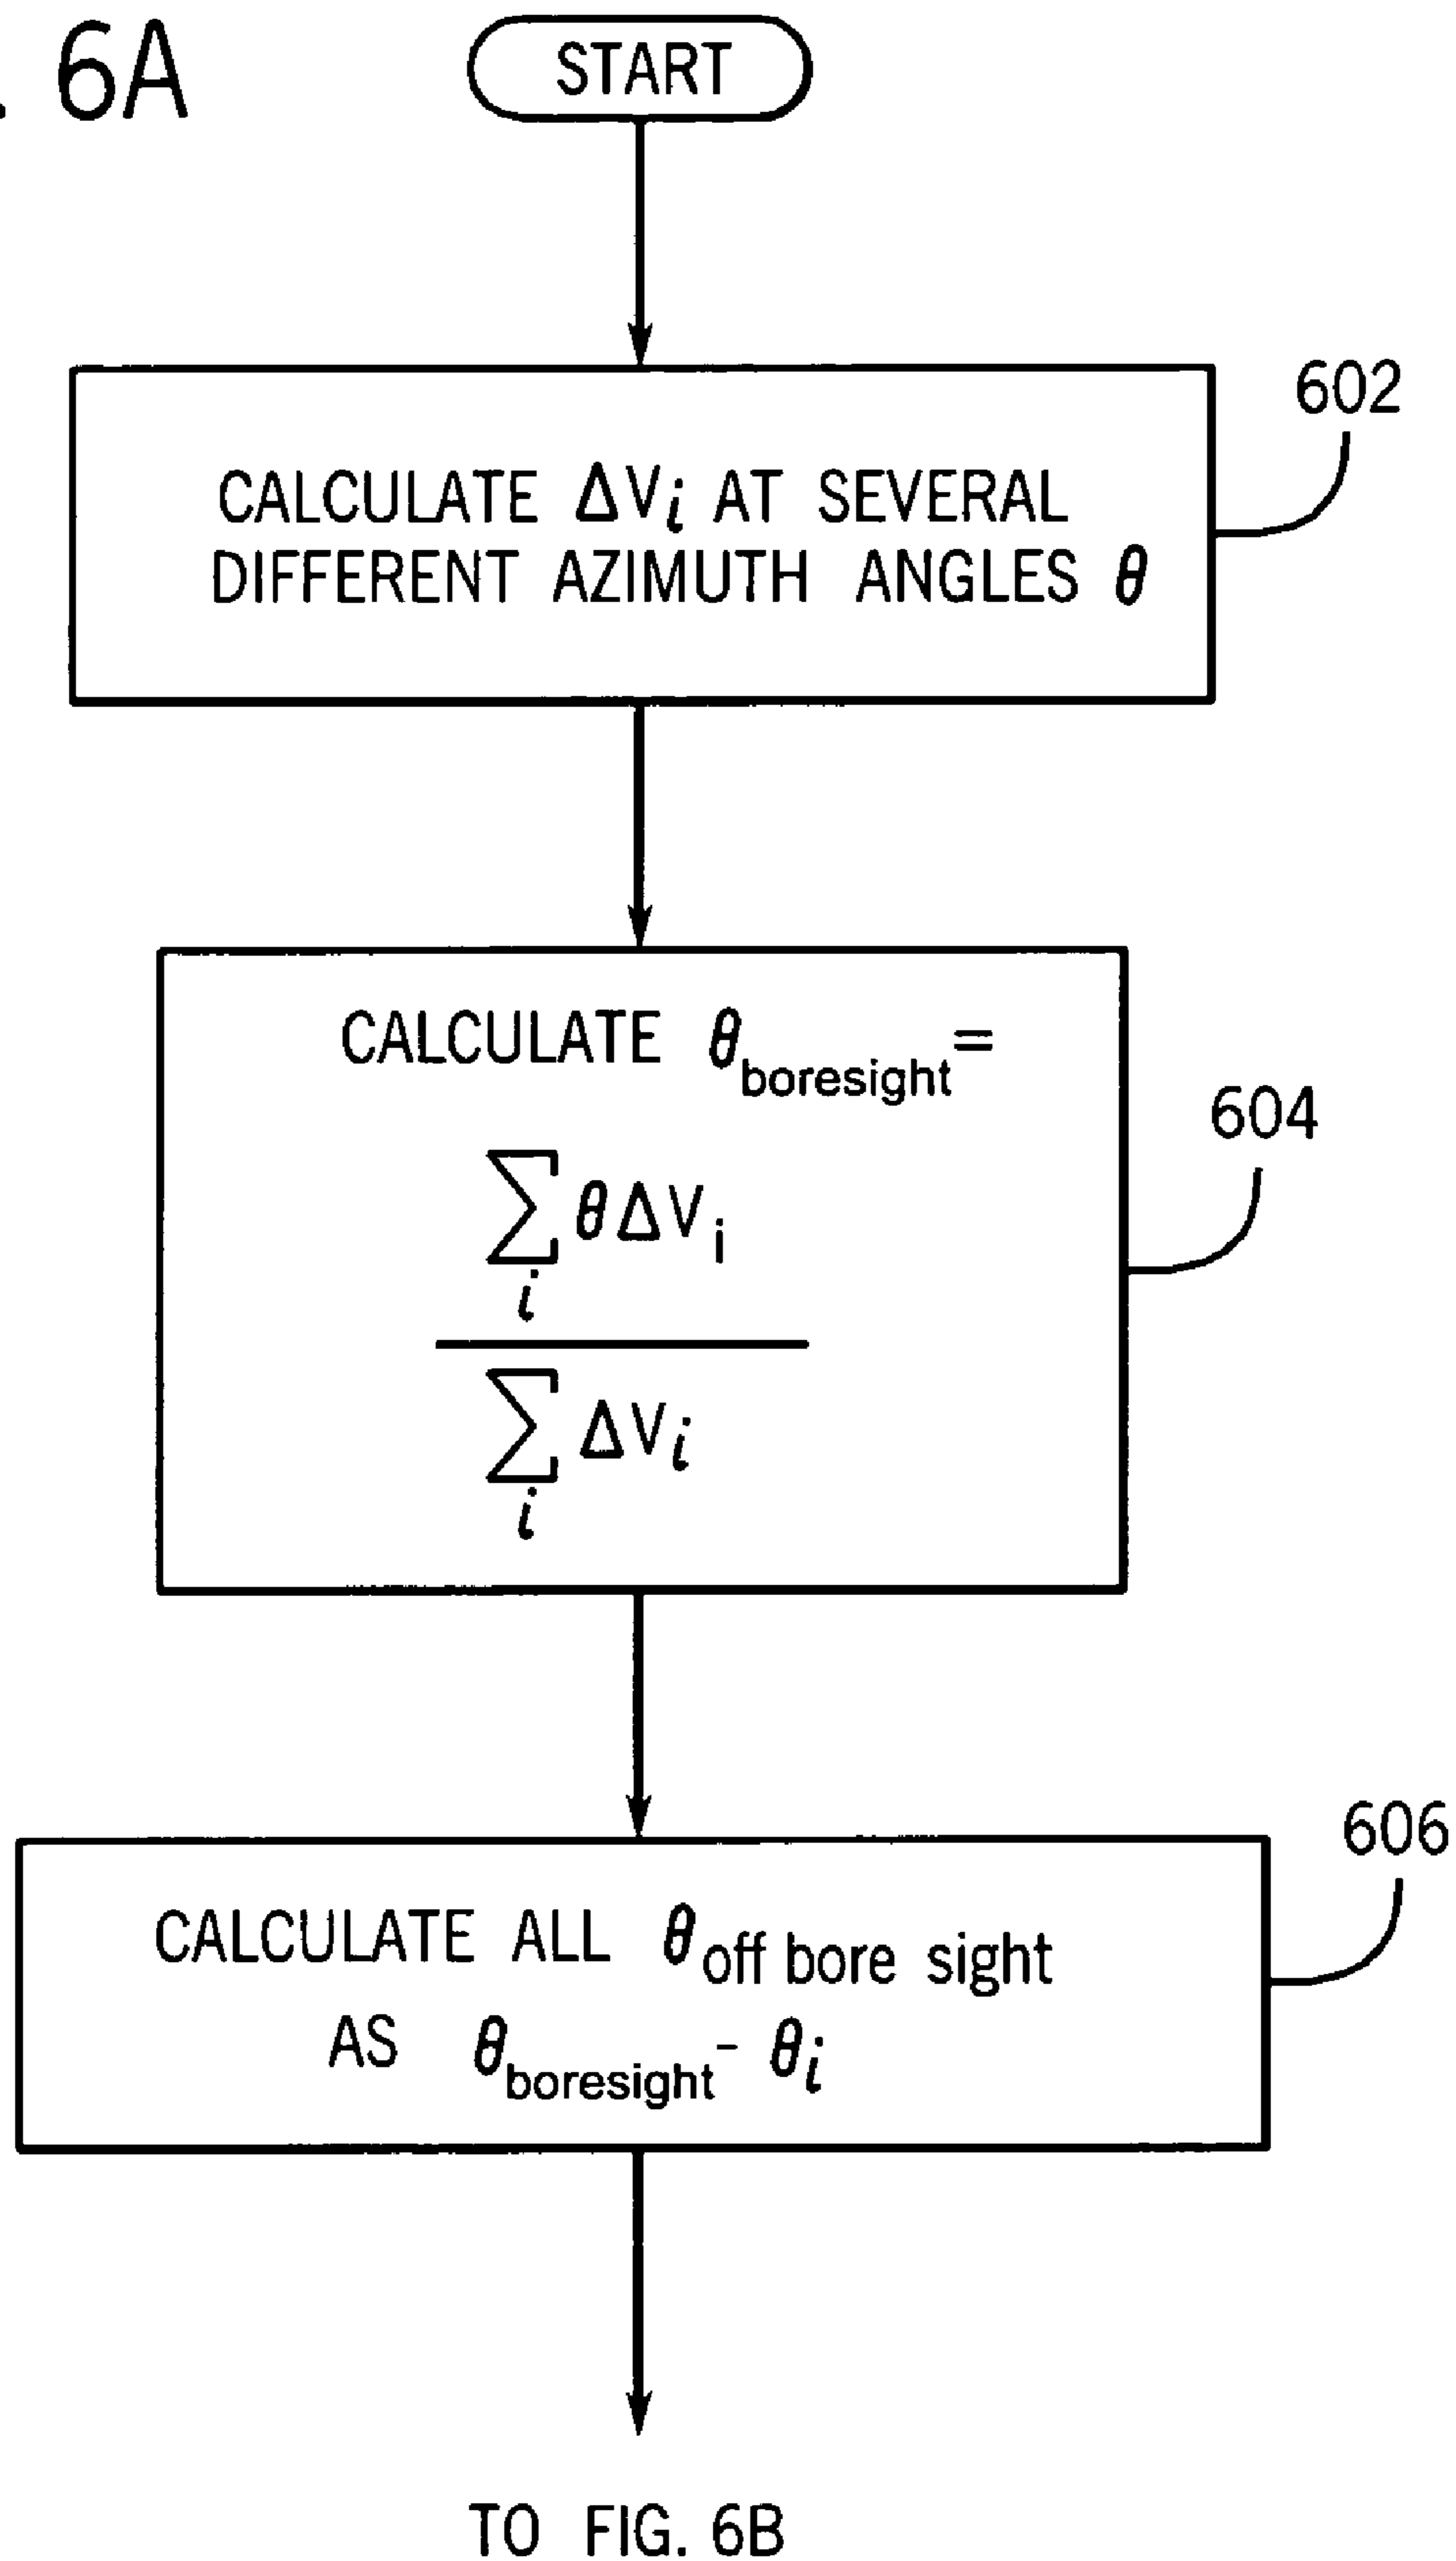 . 6A
START
602
CALCULATE ΔVi AT SEVERAL
DIFFERENT AZIMUTH ANGLES θ
CALCULATE θboresight=
604
∑ θΔVi
i
∑ ΔVi
i
606
CALCULATE ALL θoff bore sight
AS θboresight- θi
TO FIG. 6B